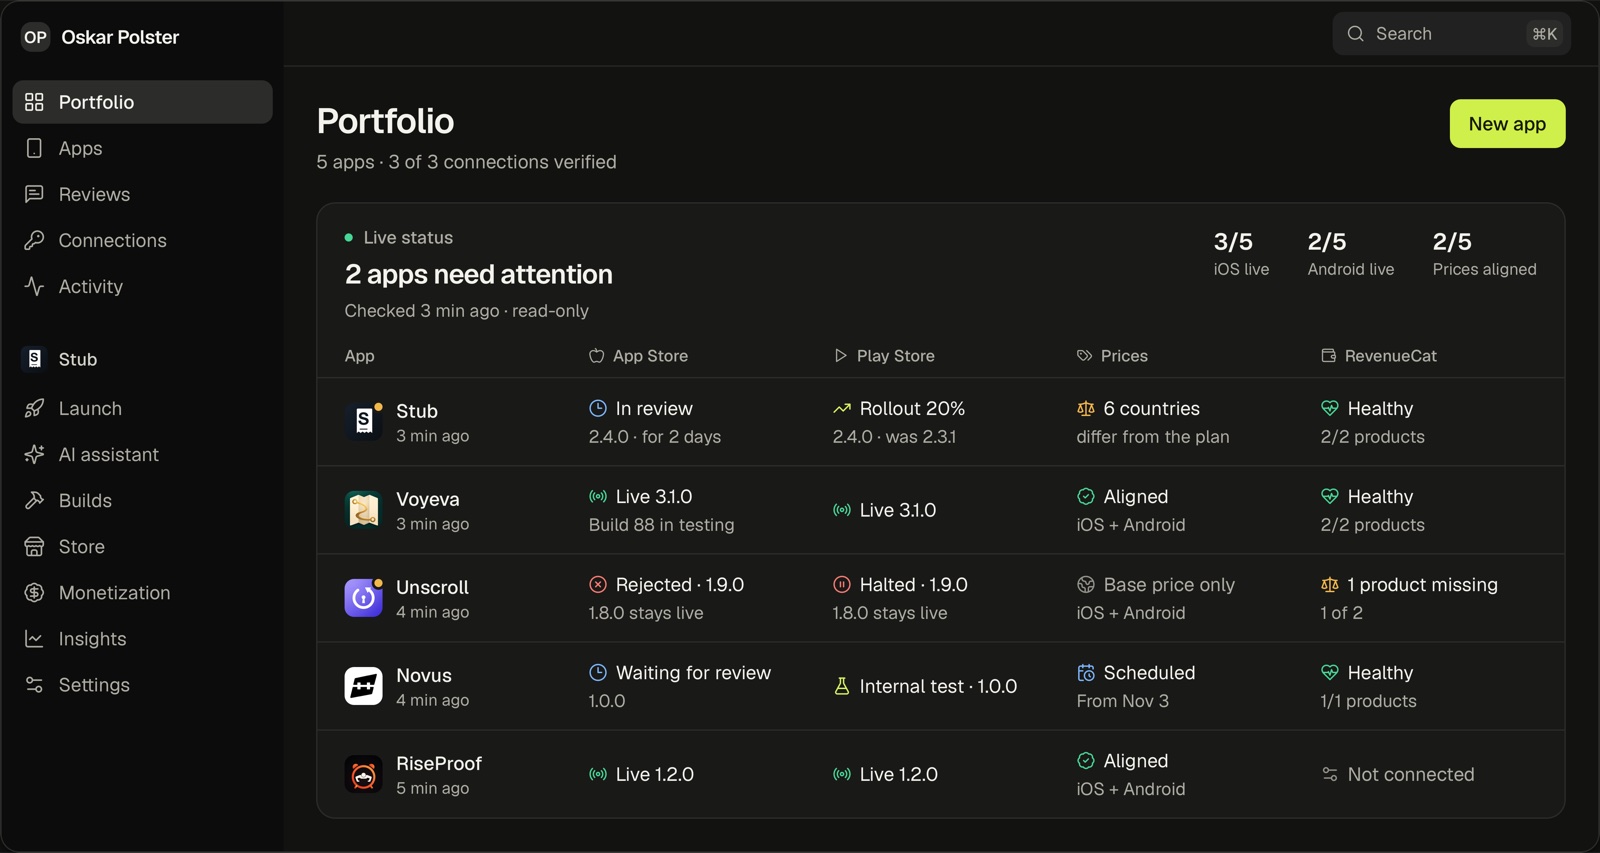 OP Oskar Polster
Search ⌘K
Portfolio
Apps
Reviews
Connections
Activity
Stub
Launch
AI assistant
Builds
Store
Monetization
Insights
Settings
Portfolio
5 apps · 3 of 3 connections verified
New app
Live status
2 apps need attention
Checked 3 min ago · read-only
3/5 2/5 2/5
iOS live Android live Prices aligned
App App Store Play Store Prices RevenueCat
Stub In review Rollout 20% 6 countries Healthy
3 min ago 2.4.0 · for 2 days 2.4.0 · was 2.3.1 differ from the plan 2/2 products
Voyeva Live 3.1.0 Live 3.1.0 Aligned Healthy
3 min ago Build 88 in testing iOS + Android 2/2 products
Unscroll Rejected · 1.9.0 Halted · 1.9.0 Base price only 1 product missing
4 min ago 1.8.0 stays live 1.8.0 stays live iOS + Android 1 of 2
Novus Waiting for review Internal test · 1.0.0 Scheduled Healthy
4 min ago 1.0.0 From Nov 3 1/1 products
RiseProof Live 1.2.0 Live 1.2.0 Aligned Not connected
5 min ago iOS + Android